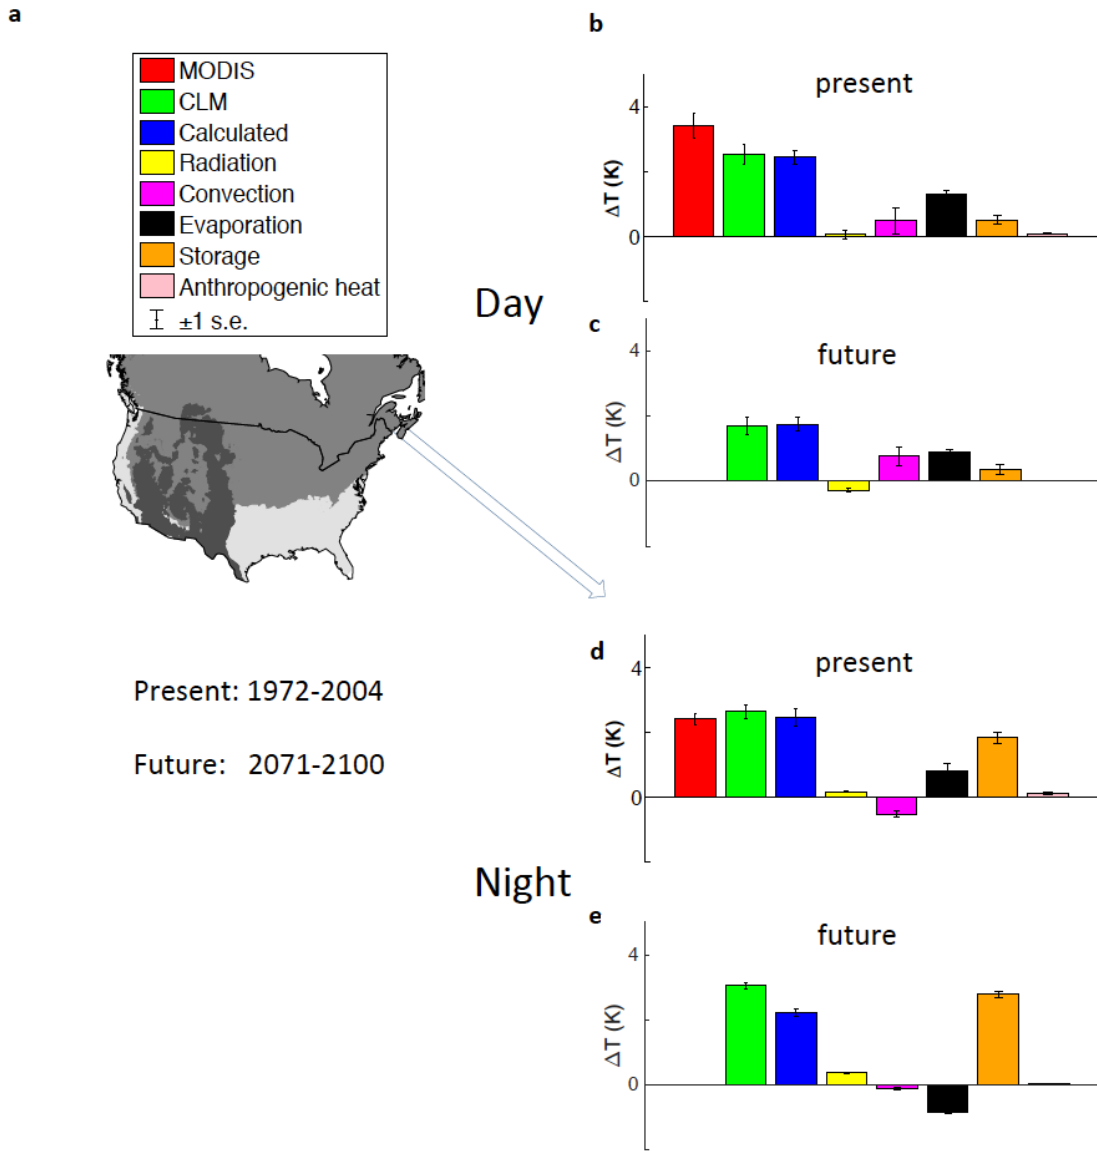 a
MODIS
CLM
Calculated
Radiation
Convection
Evaporation
Storage
Anthropogenic heat
±1 s.e.
Present: 1972-2004
Future: 2071-2100
Day
b
present
4
0
ΔT (K)
c
future
4
0
ΔT (K)
Night
d
present
4
0
ΔT (K)
e
future
4
0
ΔT (K)